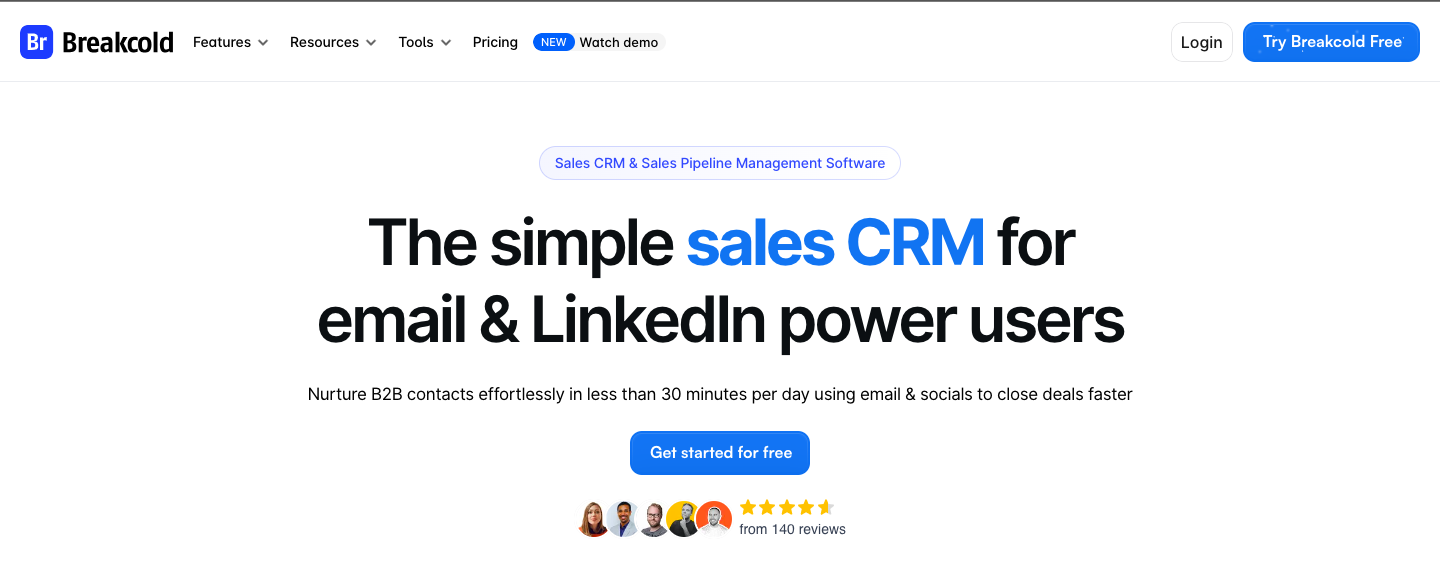 Br Breakcold Features Resources Tools Pricing NEW Watch demo Login Try Breakcold Free
Sales CRM & Sales Pipeline Management Software
The simple sales CRM for
email & LinkedIn power users
Nurture B2B contacts effortlessly in less than 30 minutes per day using email & socials to close deals faster
Get started for free
from 140 reviews